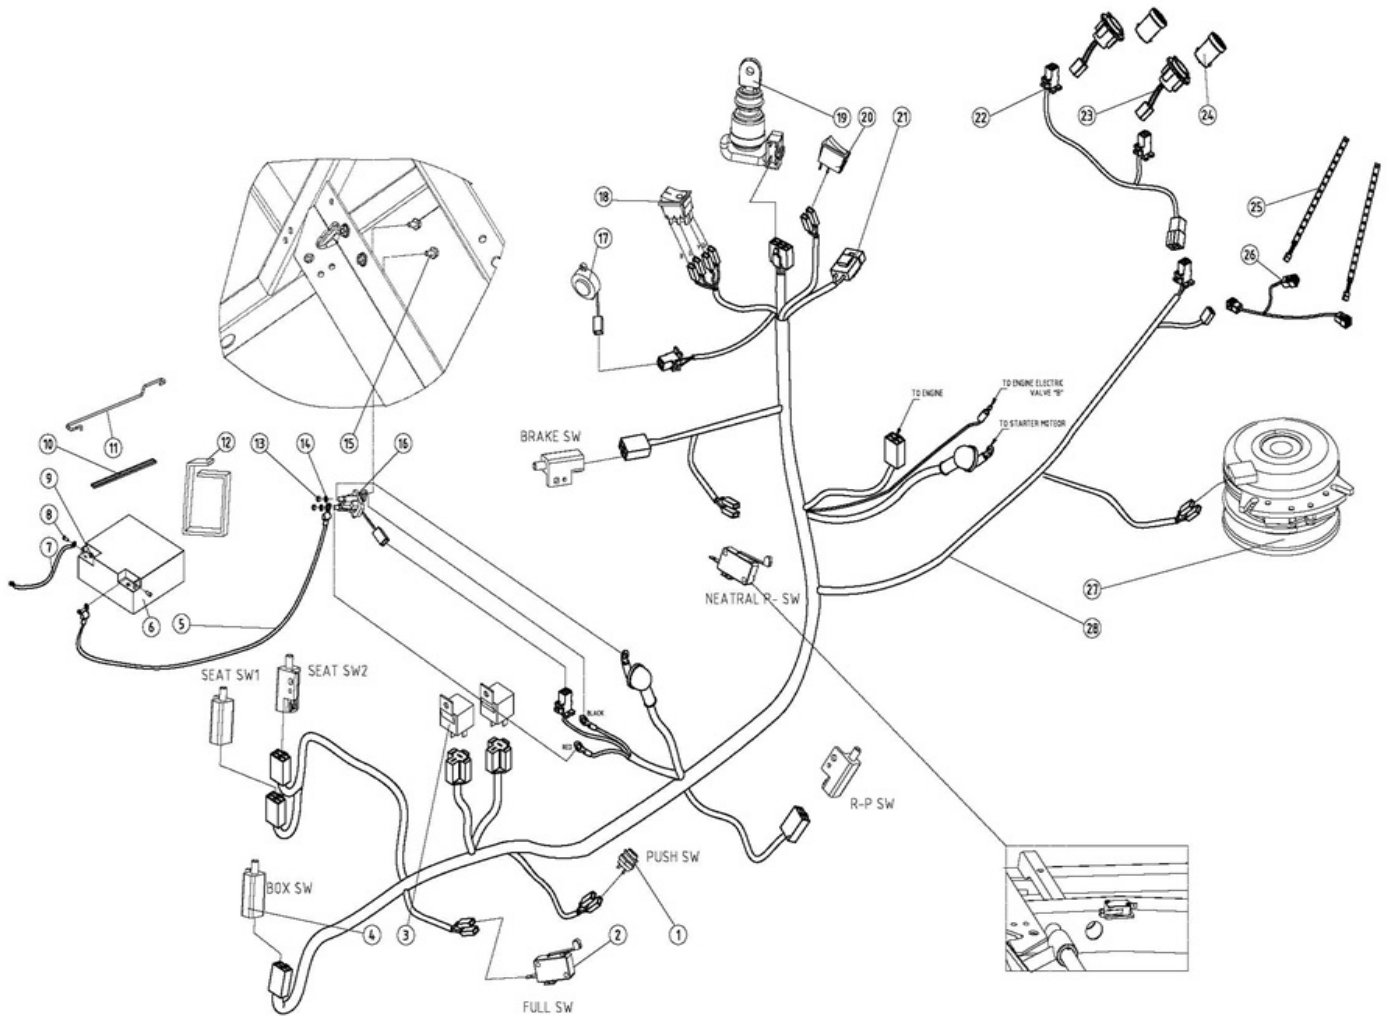 22
23
24
19
20
21
18
17
25
26
TO ENGINE
TO ENGINE ELECTRIC
VALVE "B"
TO STARTER MOTEOR
BRAKE SW
10
11
12
13
14
15
16
9
8
7
6
5
NEATRAL P- SW
27
28
SEAT SW1
SEAT SW2
BLACK
RED
R-P SW
PUSH SW
BOX SW
4
3
2
1
FULL SW